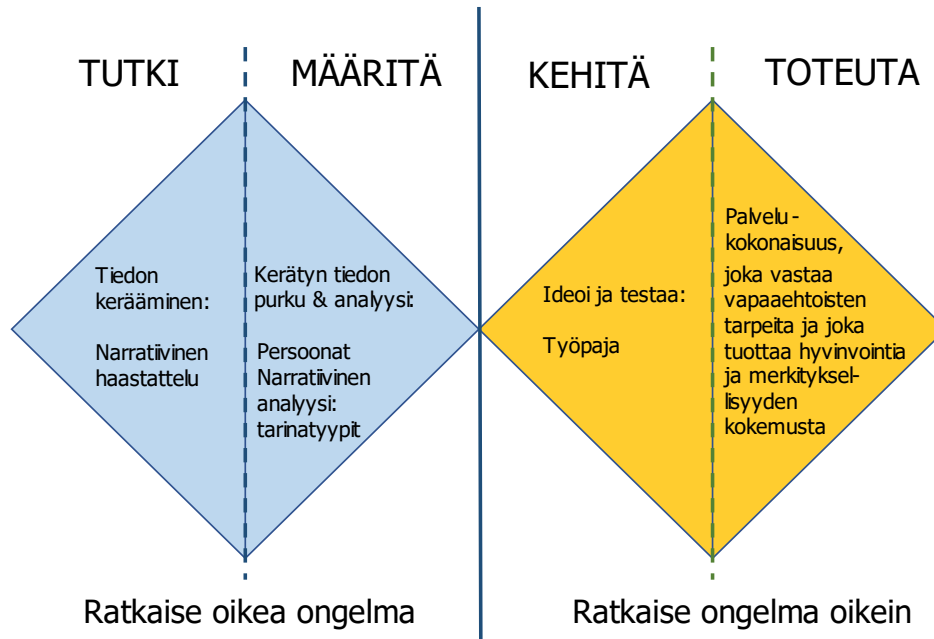 TUTKI
MÄÄRITÄ
KEHITÄ
TOTEUTA
Tiedon
kerääminen:
Narratiivinen
haastattelu
Kerätyn tiedon
purku & analyysi:
Persoonat
Narratiivinen
analyysi:
tarinatyypit
Ideoi ja testaa:
Työpaja
Palvelu-
kokonaisuus,
joka vastaa
vapaaehtoisten
tarpeita ja joka
tuottaa hyvinvointia
ja merkityksel-
lisyyden
kokemusta
Ratkaise oikea ongelma
Ratkaise ongelma oikein